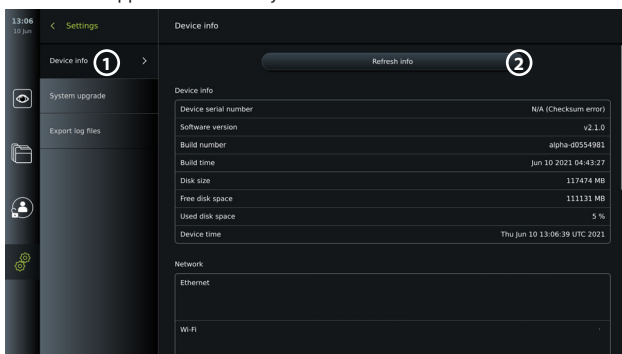 13:06
10 Jun
Settings
Device info
Device info
1
System upgrade
Export log files
Refresh info
2
Device info
Device serial number N/A (Checksum error)
Software version v2.1.0
Build number alpha-d0554981
Build time Jun 10 2021 04:43:27
Disk size 117474 MB
Free disk space 111131 MB
Used disk space 5 %
Device time Thu Jun 10 13:06:39 UTC 2021
Network
Ethernet
Wi-Fi